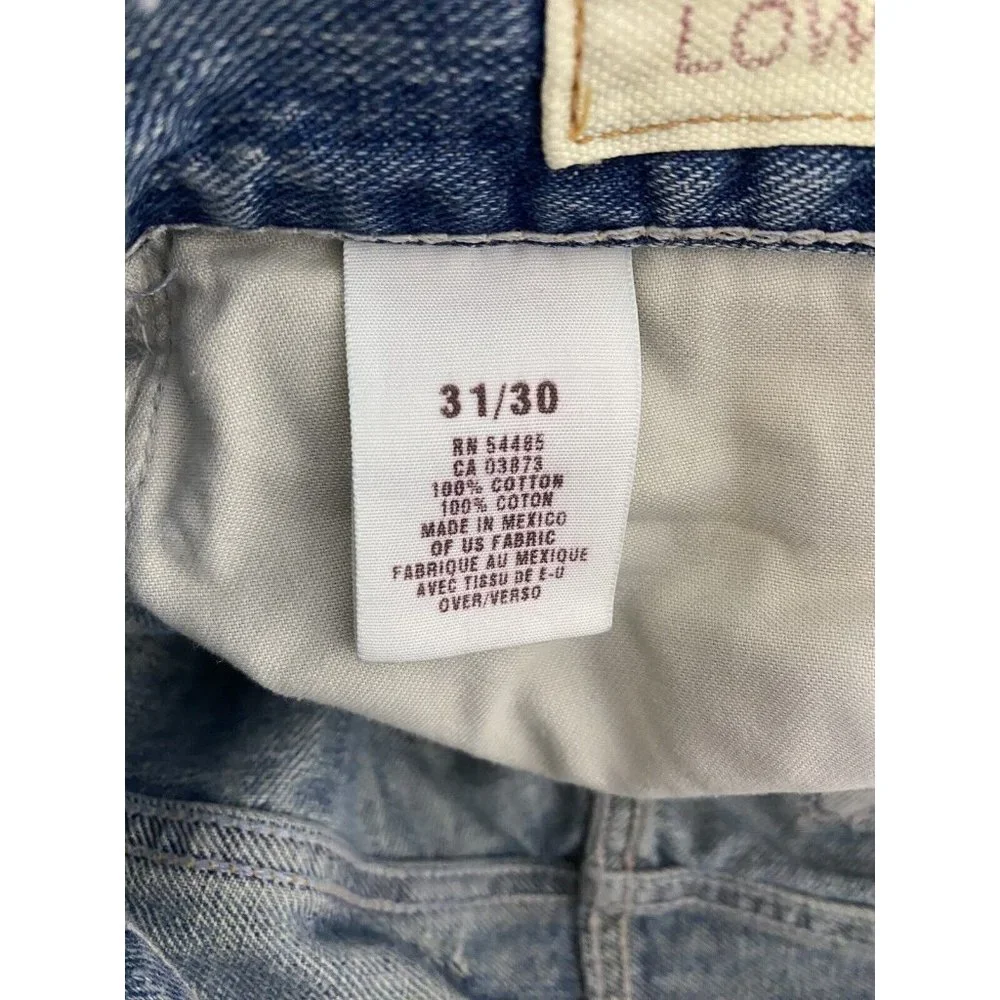 LOW
31/30
RN 54485
CA 03873
100% COTTON
100% COTON
MADE IN MEXICO
OF US FABRIC
FABRIQUE AU MEXIQUE
AVEC TISSU DE E-U
OVER/VERSO